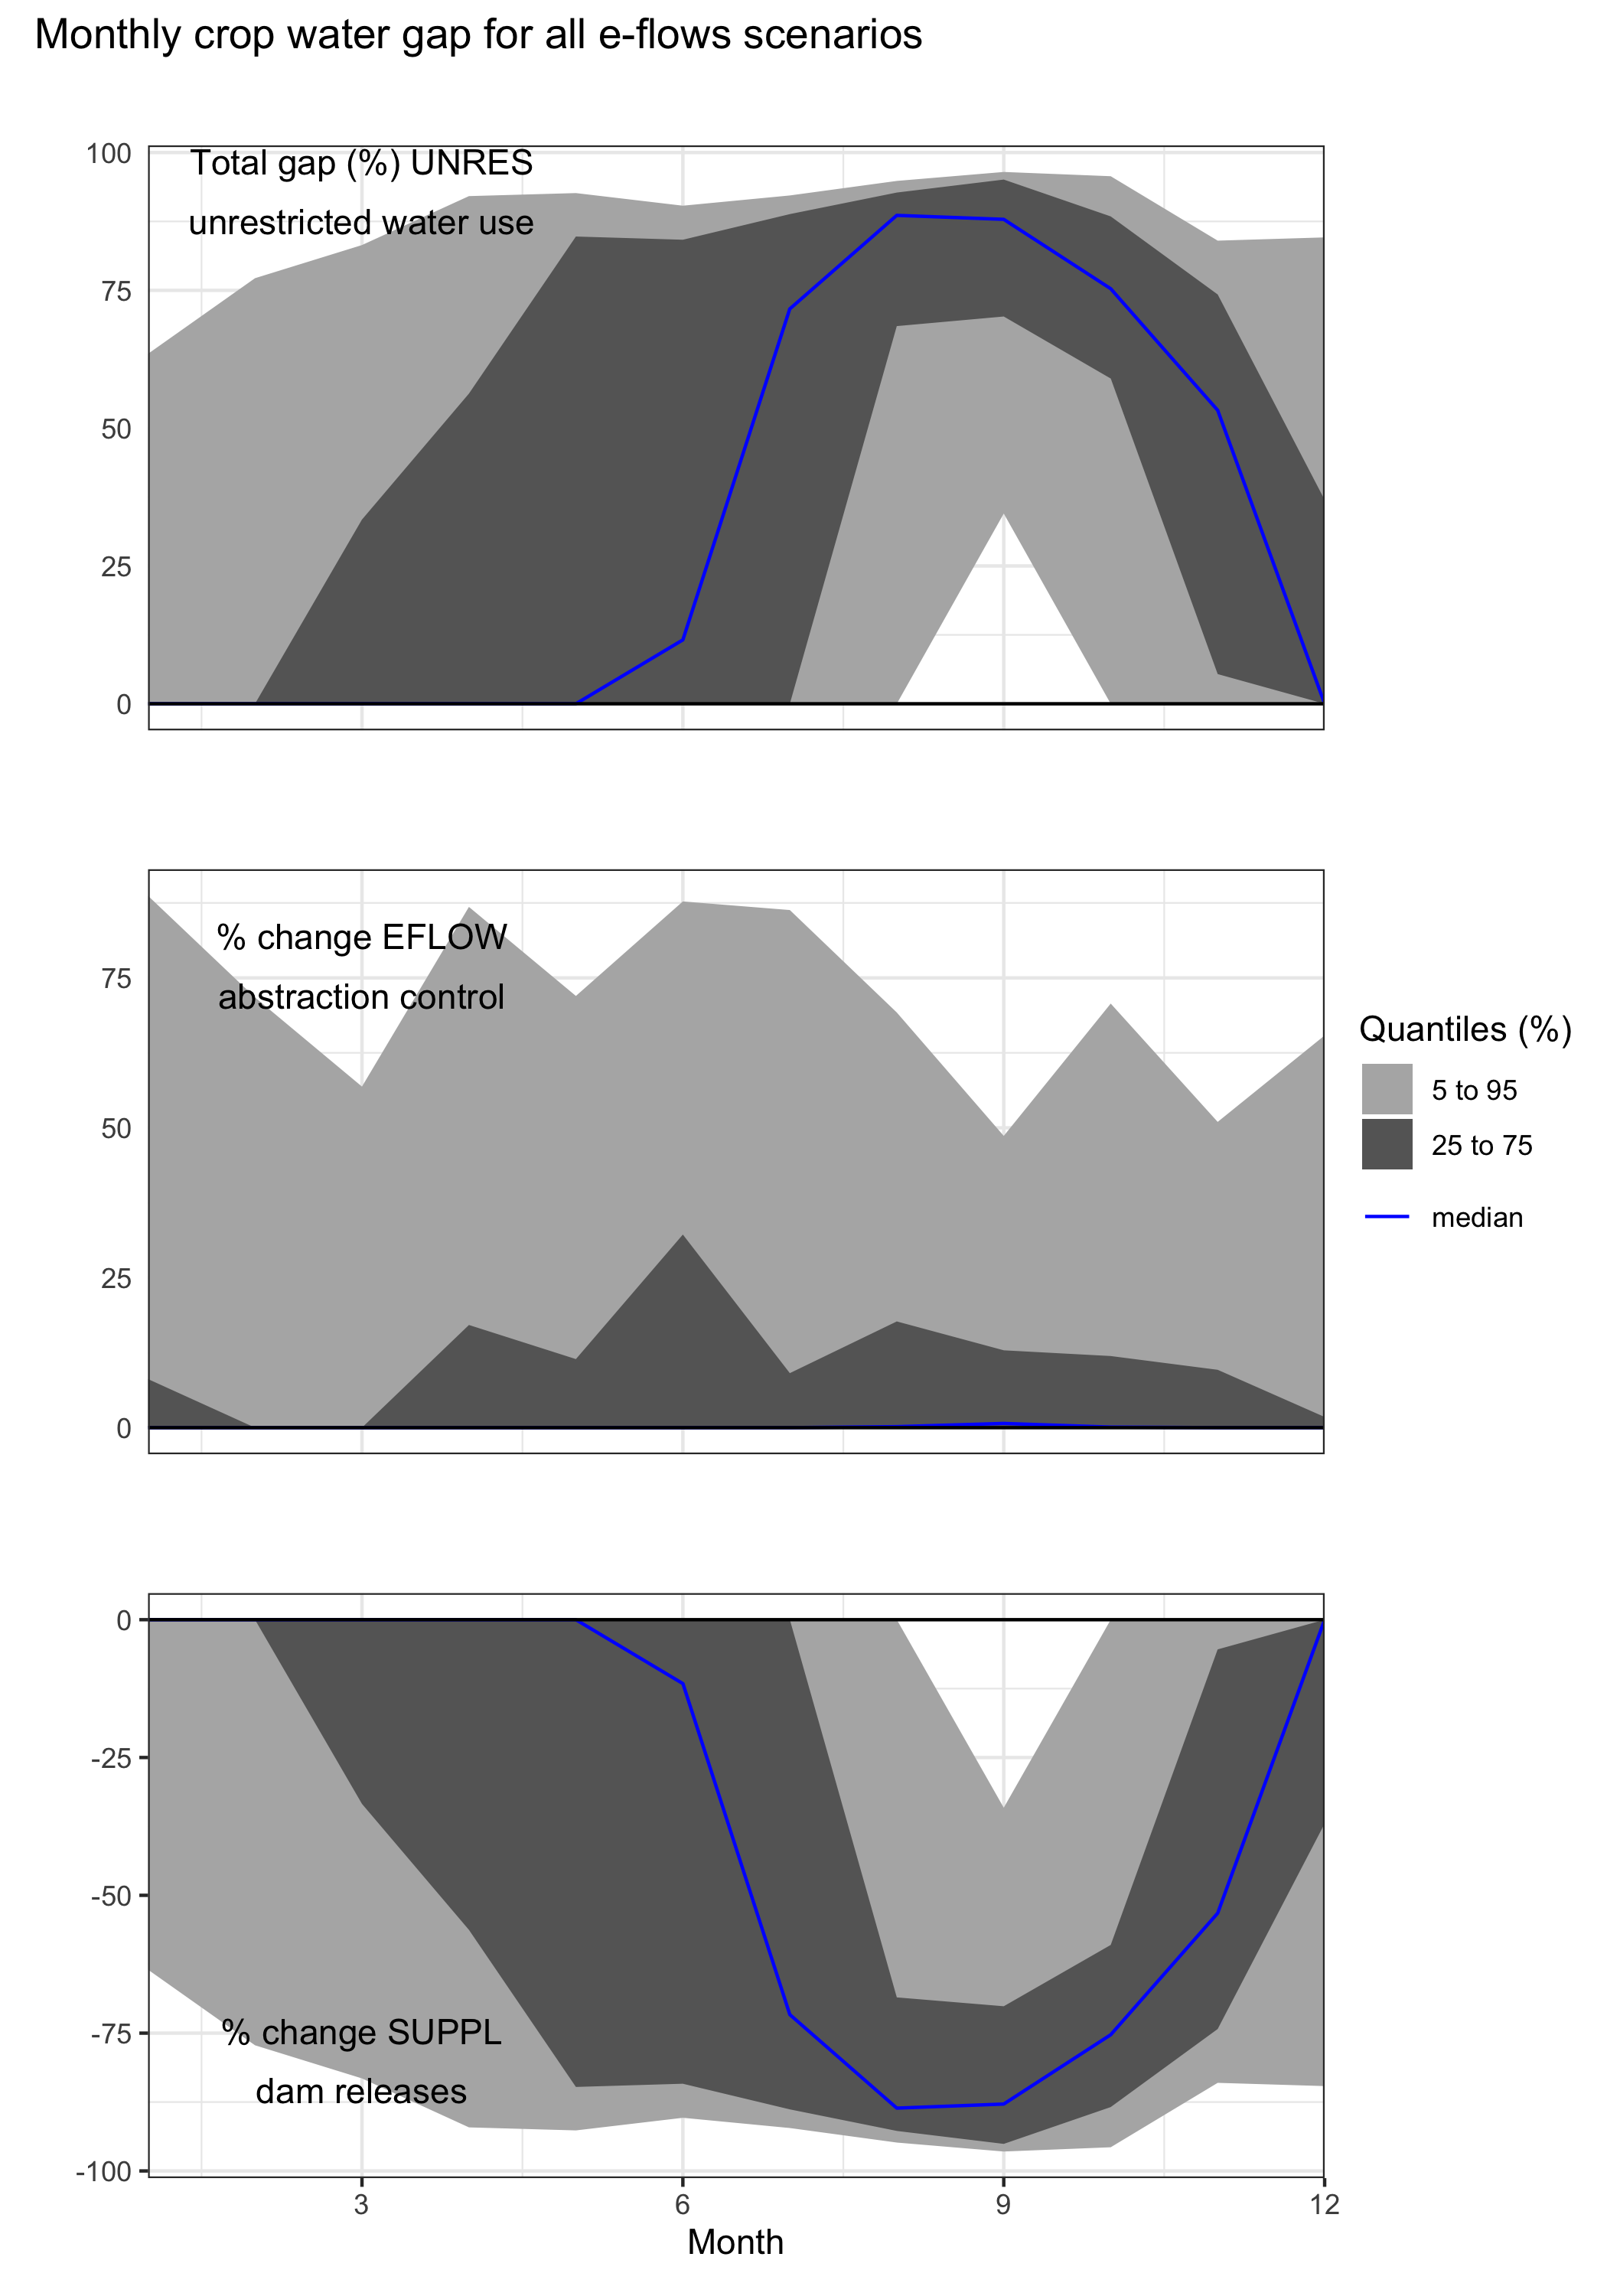 Monthly crop water gap for all e-flows scenarios
100
75
50
25
0
Total gap (%) UNRES
unrestricted water use
75
50
25
0
% change EFLOW
abstraction control
Quantiles (%)
5 to 95
25 to 75
median
0
-25
-50
-75
-100
% change SUPPL
dam releases
3 6 9 12
Month